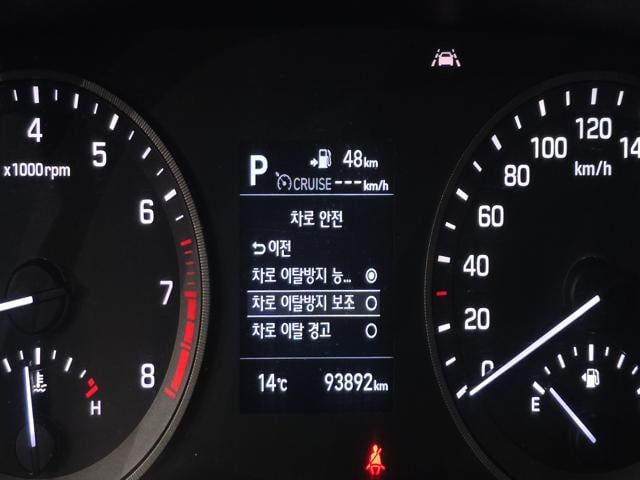 4
5
x1000rpm
6
7
8
H
P
48km
CRUISE ---km/h
차로 안전
이전
차로 이탈방지 능...
차로 이탈방지 보조
차로 이탈 경고
14℃ 93892km
120
100
80
km/h
60
40
20
0
E